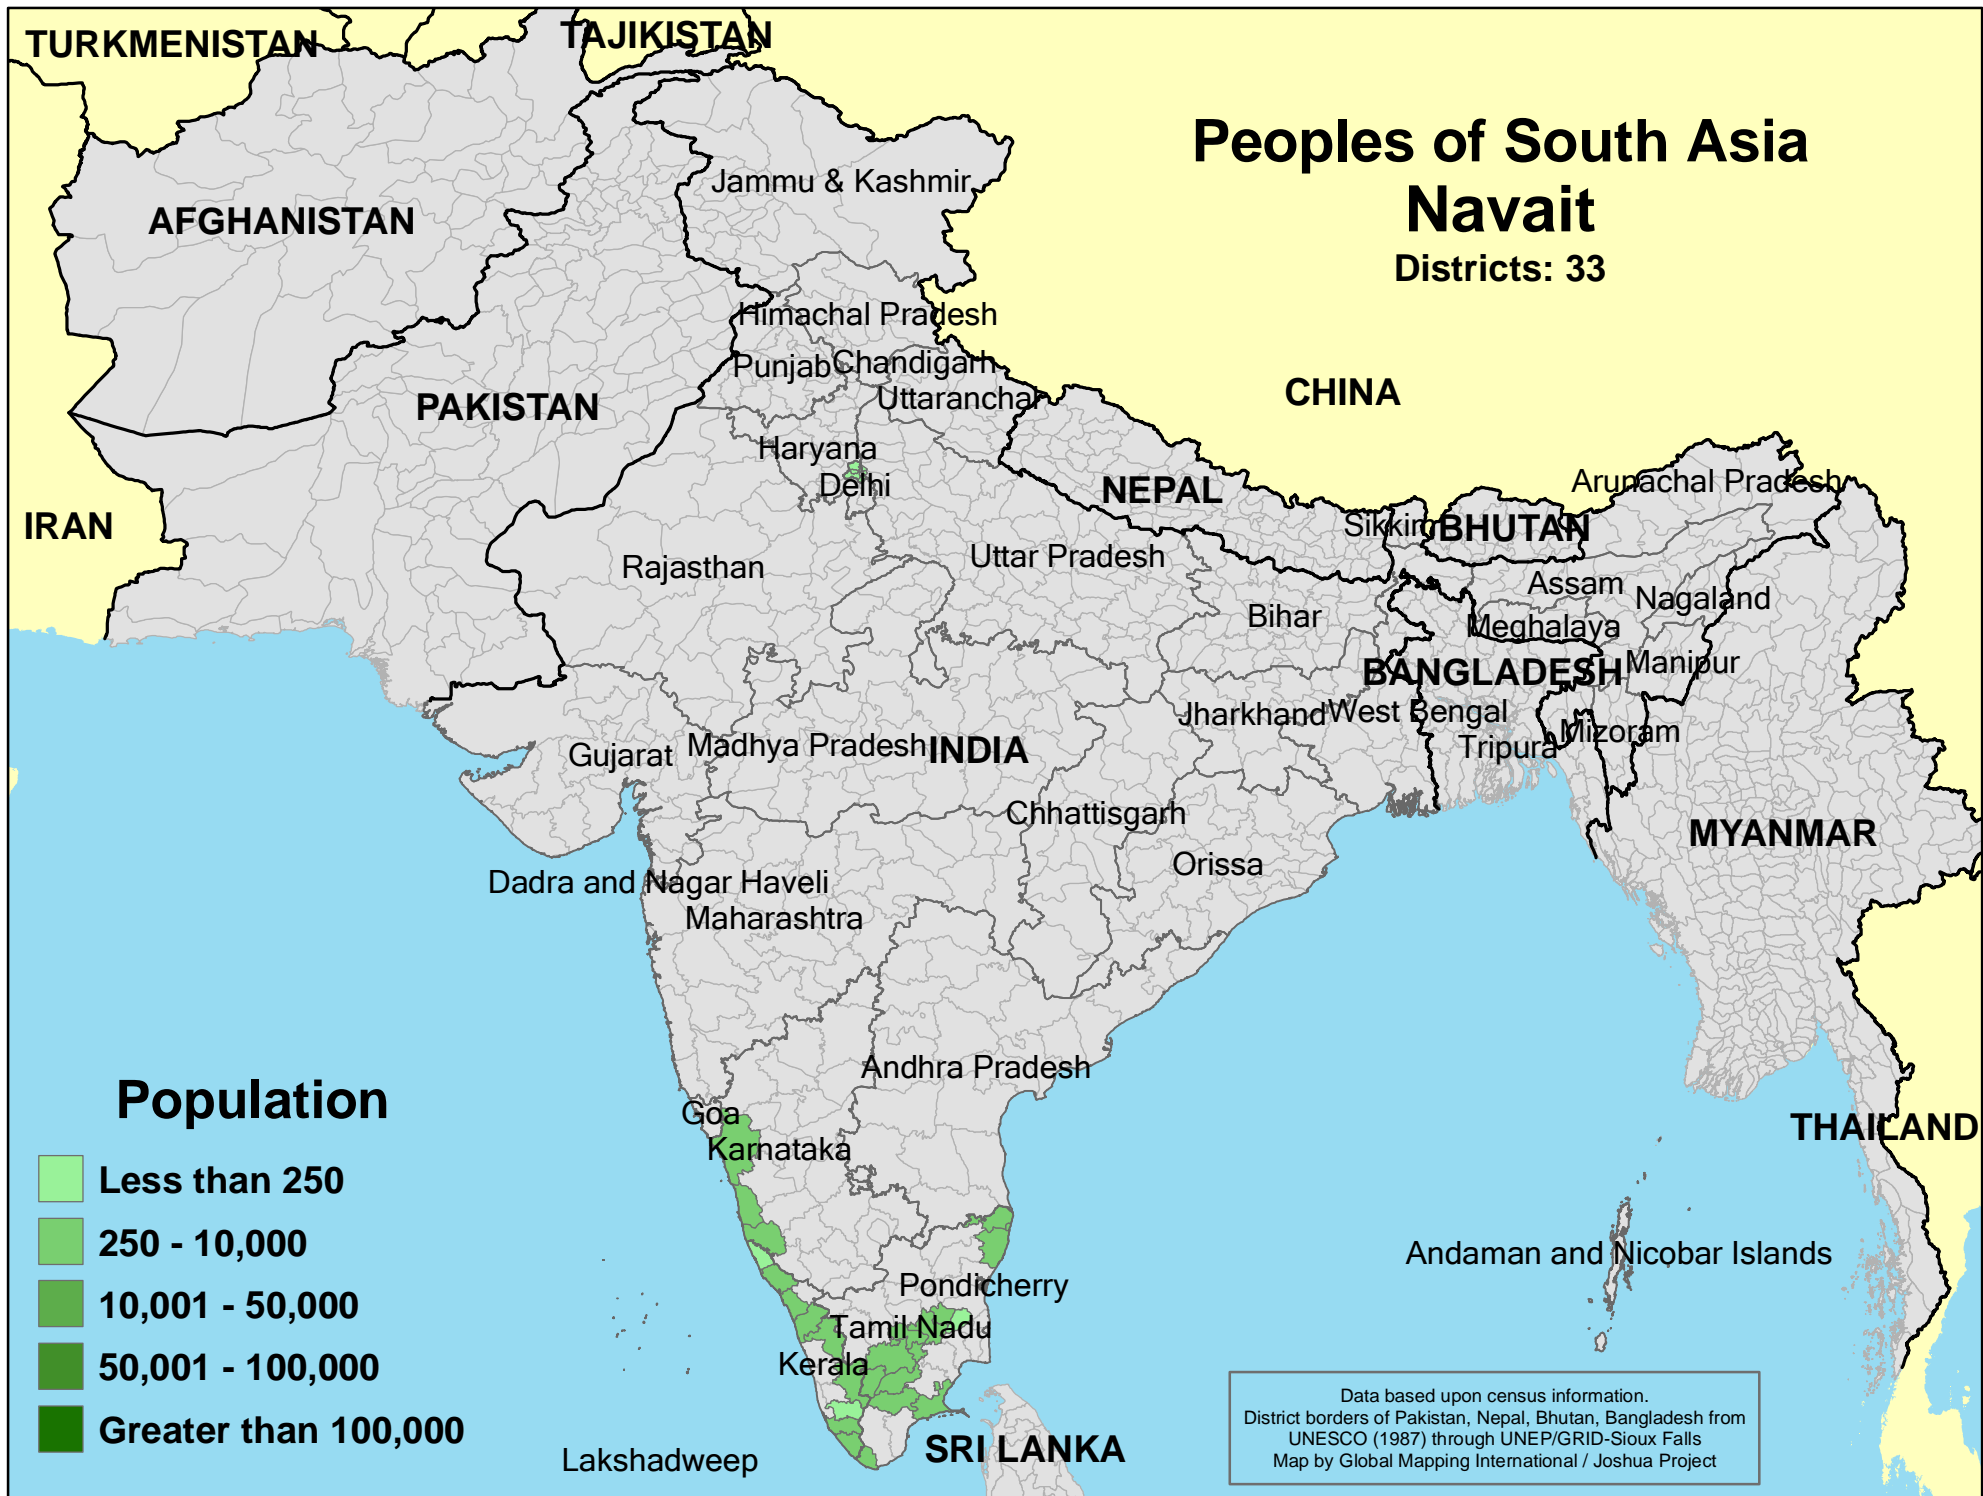 TURKMENISTAN
TAJIKISTAN
Peoples of South Asia
Navait
Districts: 33
Jammu & Kashmir
AFGHANISTAN
Himachal Pradesh
Punjab
Chandigarh
CHINA
Uttaranchal
PAKISTAN
Haryana
Delhi
NEPAL
Arunachal Pradesh
IRAN
Sikkim
BHUTAN
Rajasthan
Uttar Pradesh
Assam
Nagaland
Bihar
Meghalaya
BANGLADESH
Manipur
Jharkhand
West Bengal
Mizoram
Tripura
Gujarat
Madhya Pradesh
INDIA
Chhattisgarh
MYANMAR
Orissa
Dadra and Nagar Haveli
Maharashtra
Andhra Pradesh
Goa
Karnataka
THAILAND
Andaman and Nicobar Islands
Pondicherry
Tamil Nadu
Kerala
Lakshadweep
SRI LANKA
Population
Less than 250
250 - 10,000
10,001 - 50,000
50,001 - 100,000
Greater than 100,000
Data based upon census information.
District borders of Pakistan, Nepal, Bhutan, Bangladesh from
UNESCO (1987) through UNEP/GRID-Sioux Falls
Map by Global Mapping International / Joshua Project